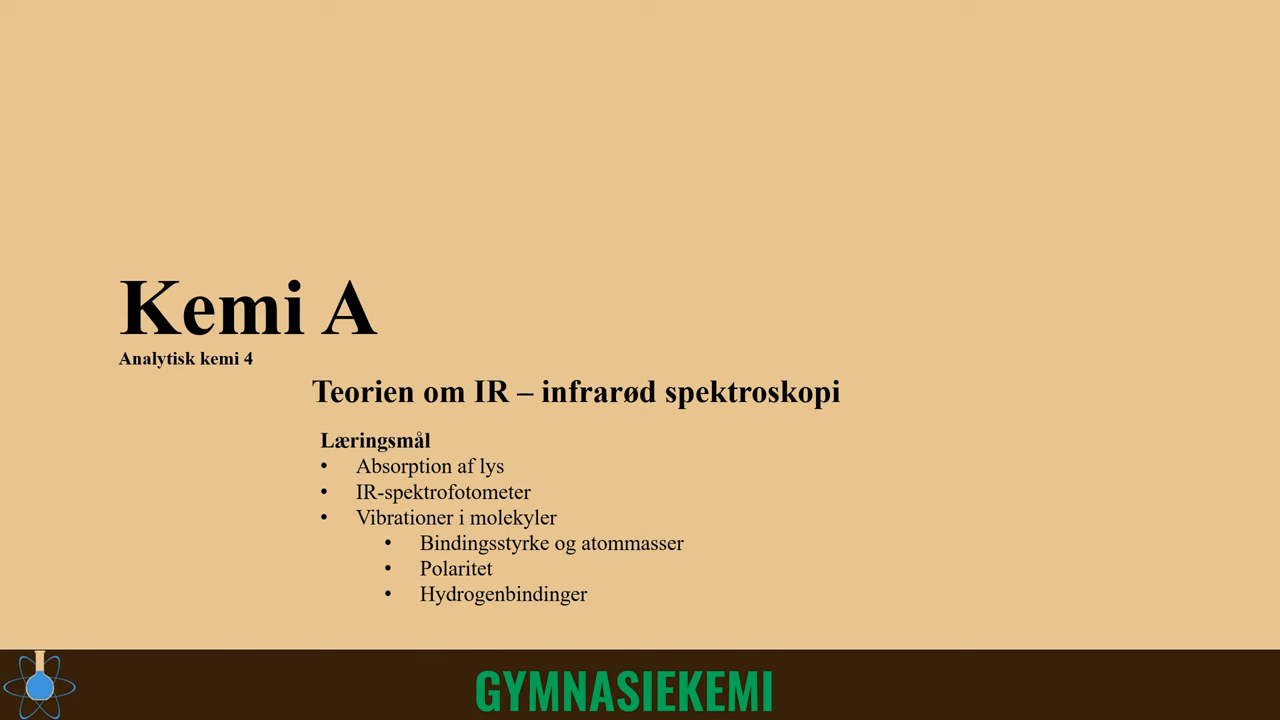 Kemi A
Analytisk kemi 4
Teorien om IR – infrarød spektroskopi
Læringsmål
• Absorption af lys
• IR-spektrofotometer
• Vibrationer i molekyler
• Bindingsstyrke og atommasser
• Polaritet
• Hydrogenbindinger
GYMNASIEKEMI